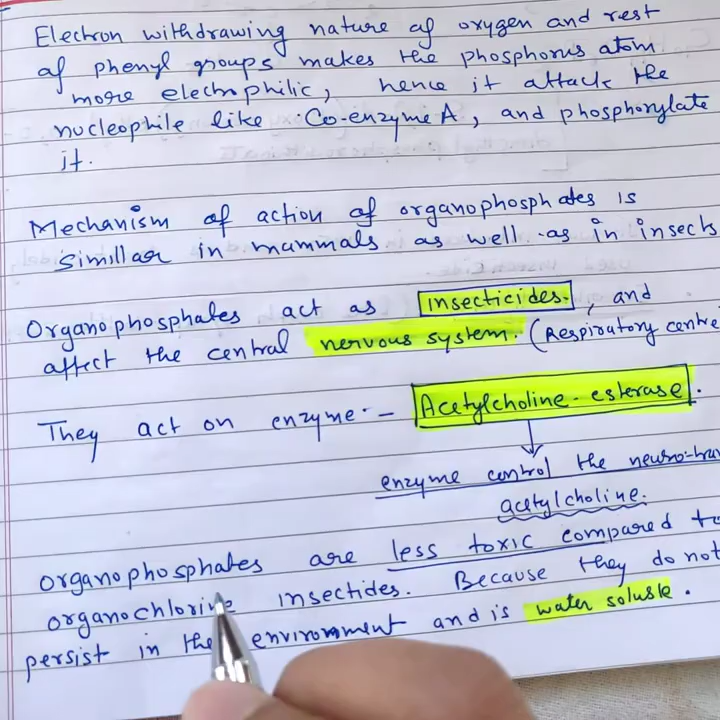 Electron withdrawing nature of oxygen and rest
of phenyl groups makes the phosphorus atom
more electrophilic, hence it attack the
nucleophile like Co-enzyme A, and phosphorylate
it.
Mechanism of action of organophosphates is
simillar in mammals as well as in insects
Organophosphates act as insecticides, and
affect the central nervous system. (Respiratory centre
They act on enzyme - Acetylcholine esterase.
enzyme control the neuro-tra
acetylcholine.
organophosphates are less toxic compared to
organochlorine insectides. Because they do not
persist in the environment and is water soluble.